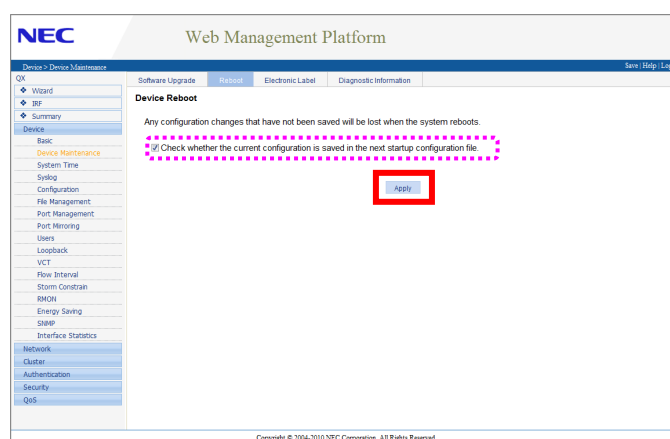 NEC
Web Management Platform
Device > Device Maintenance
Save | Help | Log
QX
Wizard
IRF
Summary
Device
Basic
Device Maintenance
System Time
Syslog
Configuration
File Management
Port Management
Port Mirroring
Users
Loopback
VCT
Flow Interval
Storm Constrain
RMON
Energy Saving
SNMP
Interface Statistics
Network
Cluster
Authentication
Security
QoS
Software Upgrade
Reboot
Electronic Label
Diagnostic Information
Device Reboot
Any configuration changes that have not been saved will be lost when the system reboots.
Check whether the current configuration is saved in the next startup configuration file.
Apply
Copyright © 2004-2010 NEC Corporation. All Rights Reserved